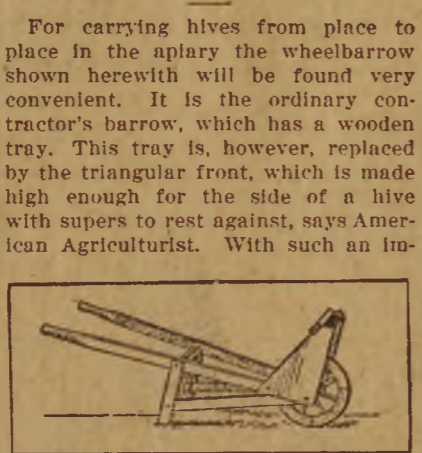 For carrying hives from place to
place in the apiary the wheelbarrow
shown herewith will be found very
convenient. It is the ordinary con-
tractor's barrow, which has a wooden
tray. This tray is, however, replaced
by the triangular front, which is made
high enough for the side of a hive
with supers to rest against, says Amer-
ican Agriculturist. With such an im-